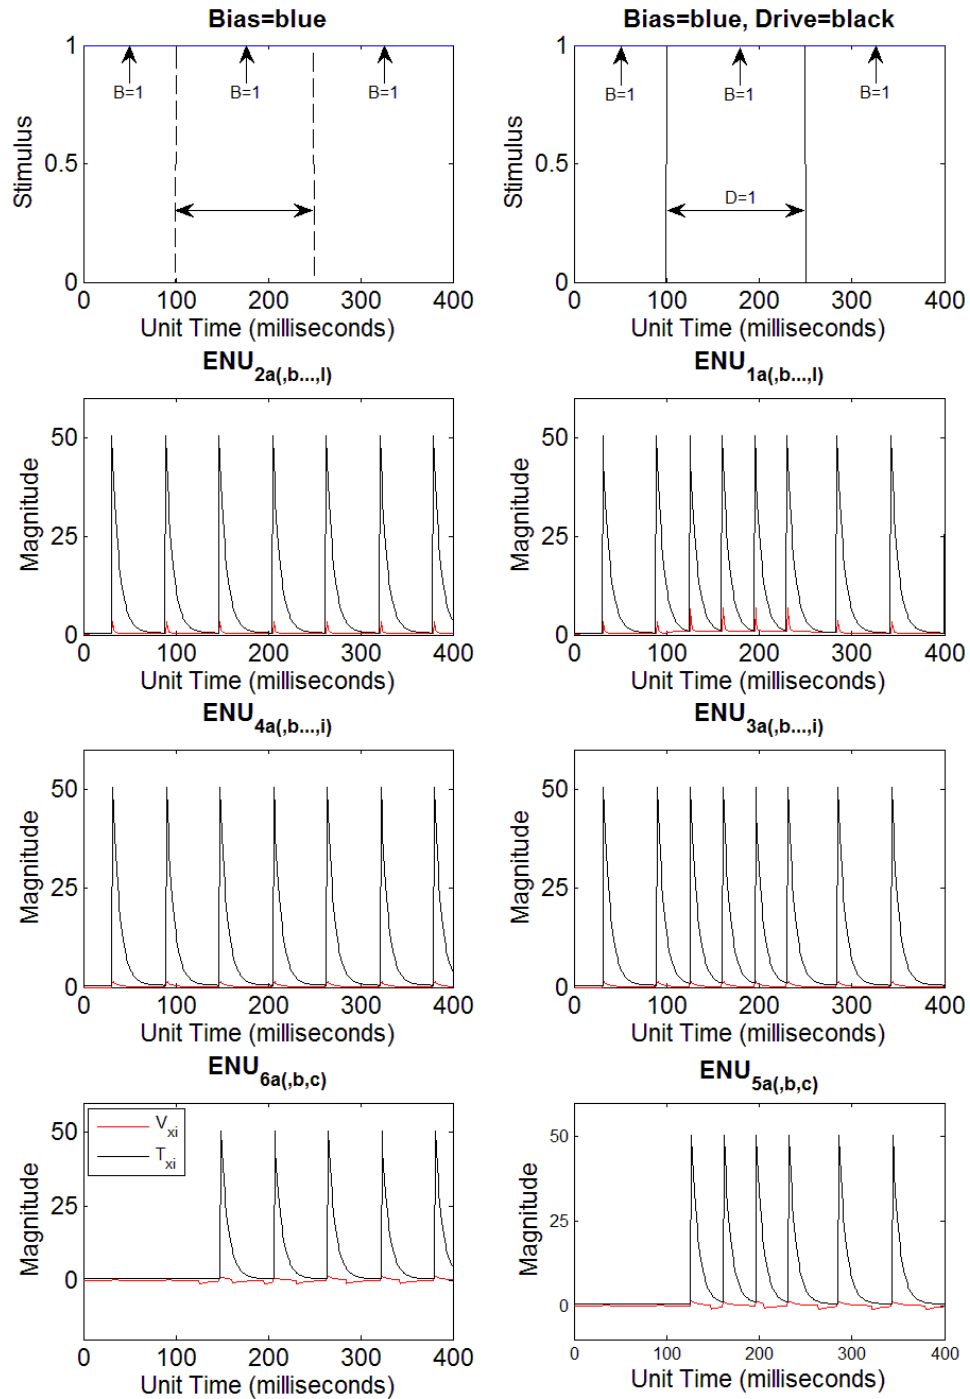 Bias=blue
Bias=blue, Drive=black
Stimulus
1
0.5
0
B=1
B=1
B=1
0 100 200 300 400
Unit Time (milliseconds)
Stimulus
1
0.5
0
B=1
B=1
B=1
D=1
0 100 200 300 400
Unit Time (milliseconds)
ENU2a(,b...,l)
Magnitude
50
25
0
0 100 200 300 400
Unit Time (milliseconds)
ENU1a(,b...,l)
Magnitude
50
25
0
0 100 200 300 400
Unit Time (milliseconds)
ENU4a(,b...,i)
Magnitude
50
25
0
0 100 200 300 400
Unit Time (milliseconds)
ENU3a(,b...,i)
Magnitude
50
25
0
0 100 200 300 400
Unit Time (milliseconds)
ENU6a(,b,c)
Magnitude
50
25
0
Vxi
Txi
0 100 200 300 400
Unit Time (milliseconds)
ENU5a(,b,c)
Magnitude
50
25
0
0 100 200 300 400
Unit Time (milliseconds)